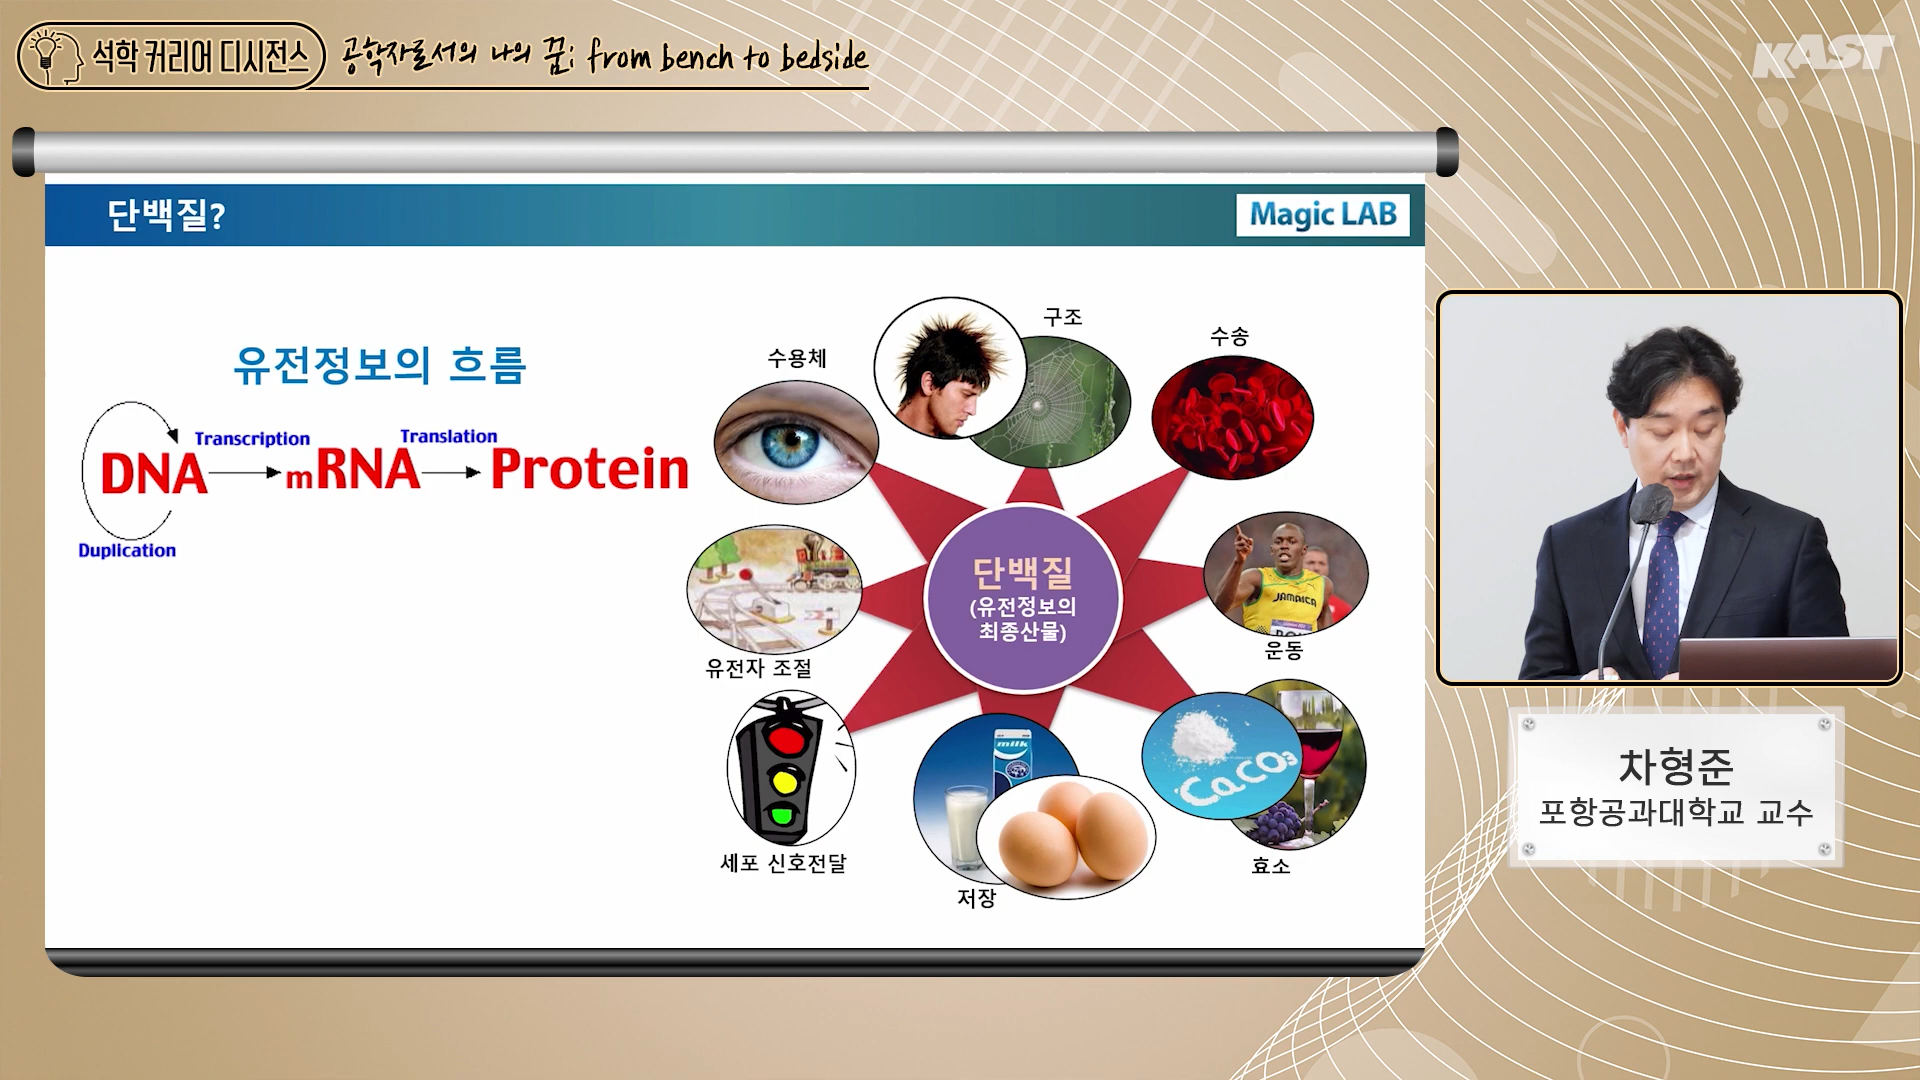 석학 커리어 디시전스
공학자로서의 나의 꿈; from bench to bedside
KAST
단백질?
Magic LAB
유전정보의 흐름
Transcription
Translation
DNA
mRNA
Protein
Duplication
수용체
구조
수송
단백질
(유전정보의
최종산물)
JAMAICA
운동
유전자 조절
milk
CaCO₃
세포 신호전달
저장
효소
차형준
포항공과대학교 교수